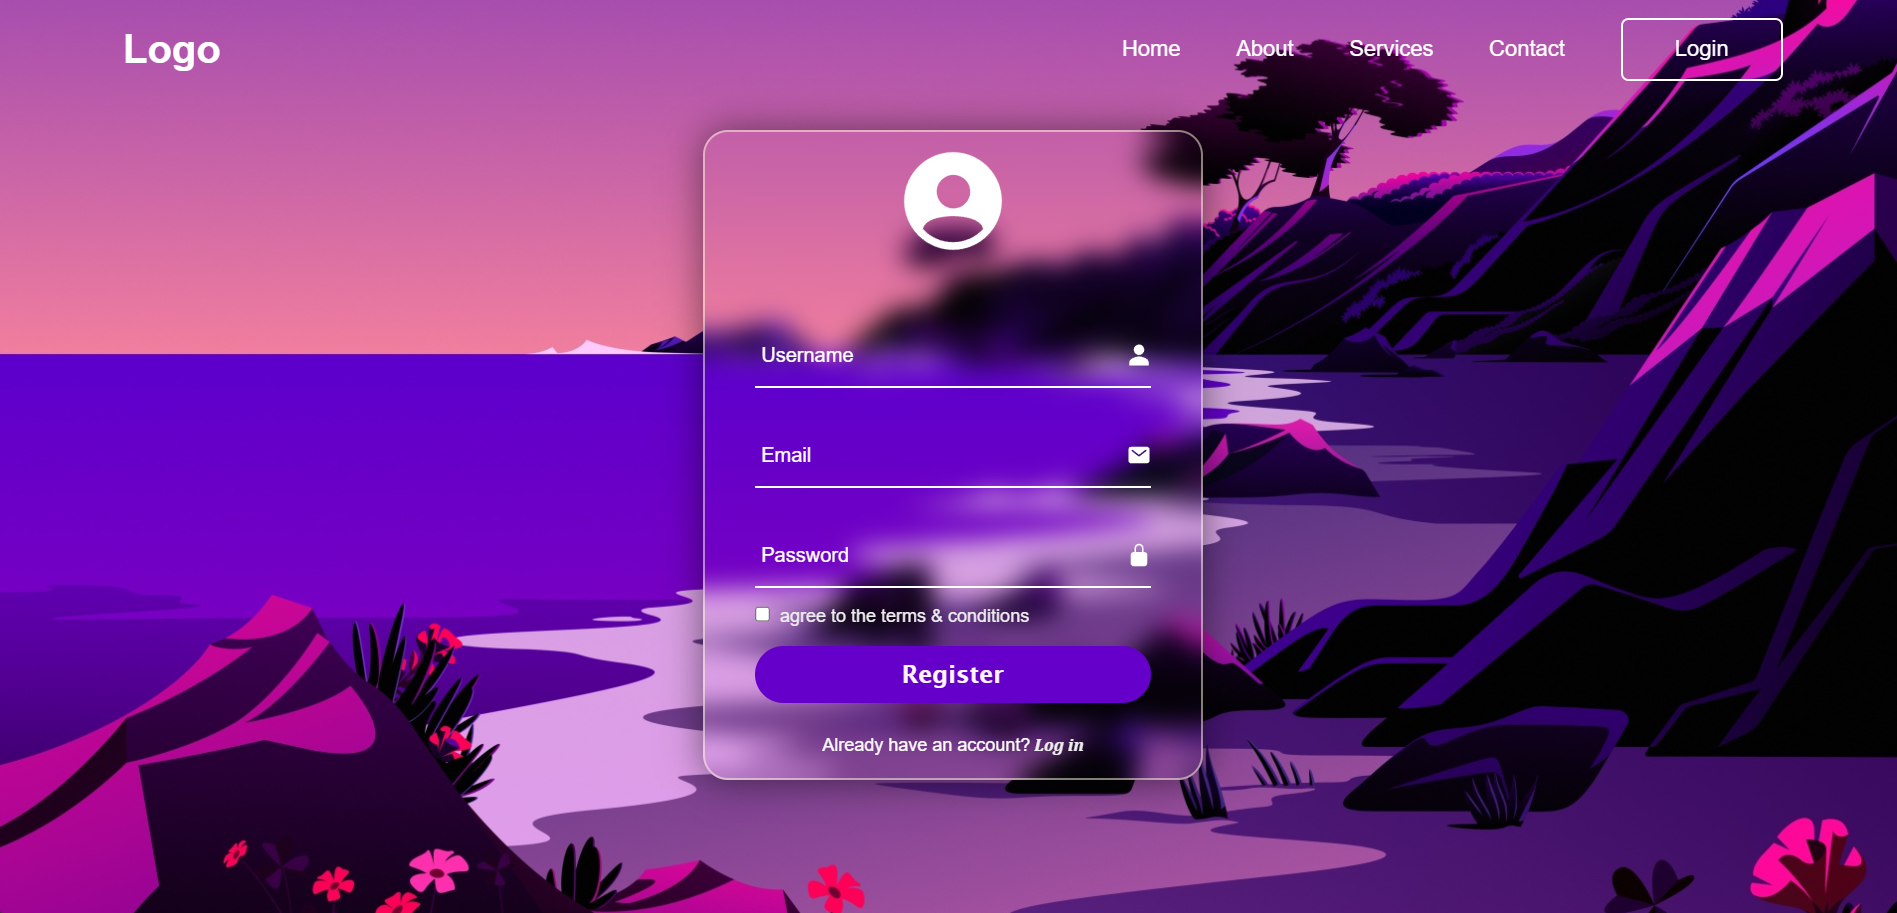 Logo
Home About Services Contact Login
Username
Email
Password
agree to the terms & conditions
Register
Already have an account? Log in